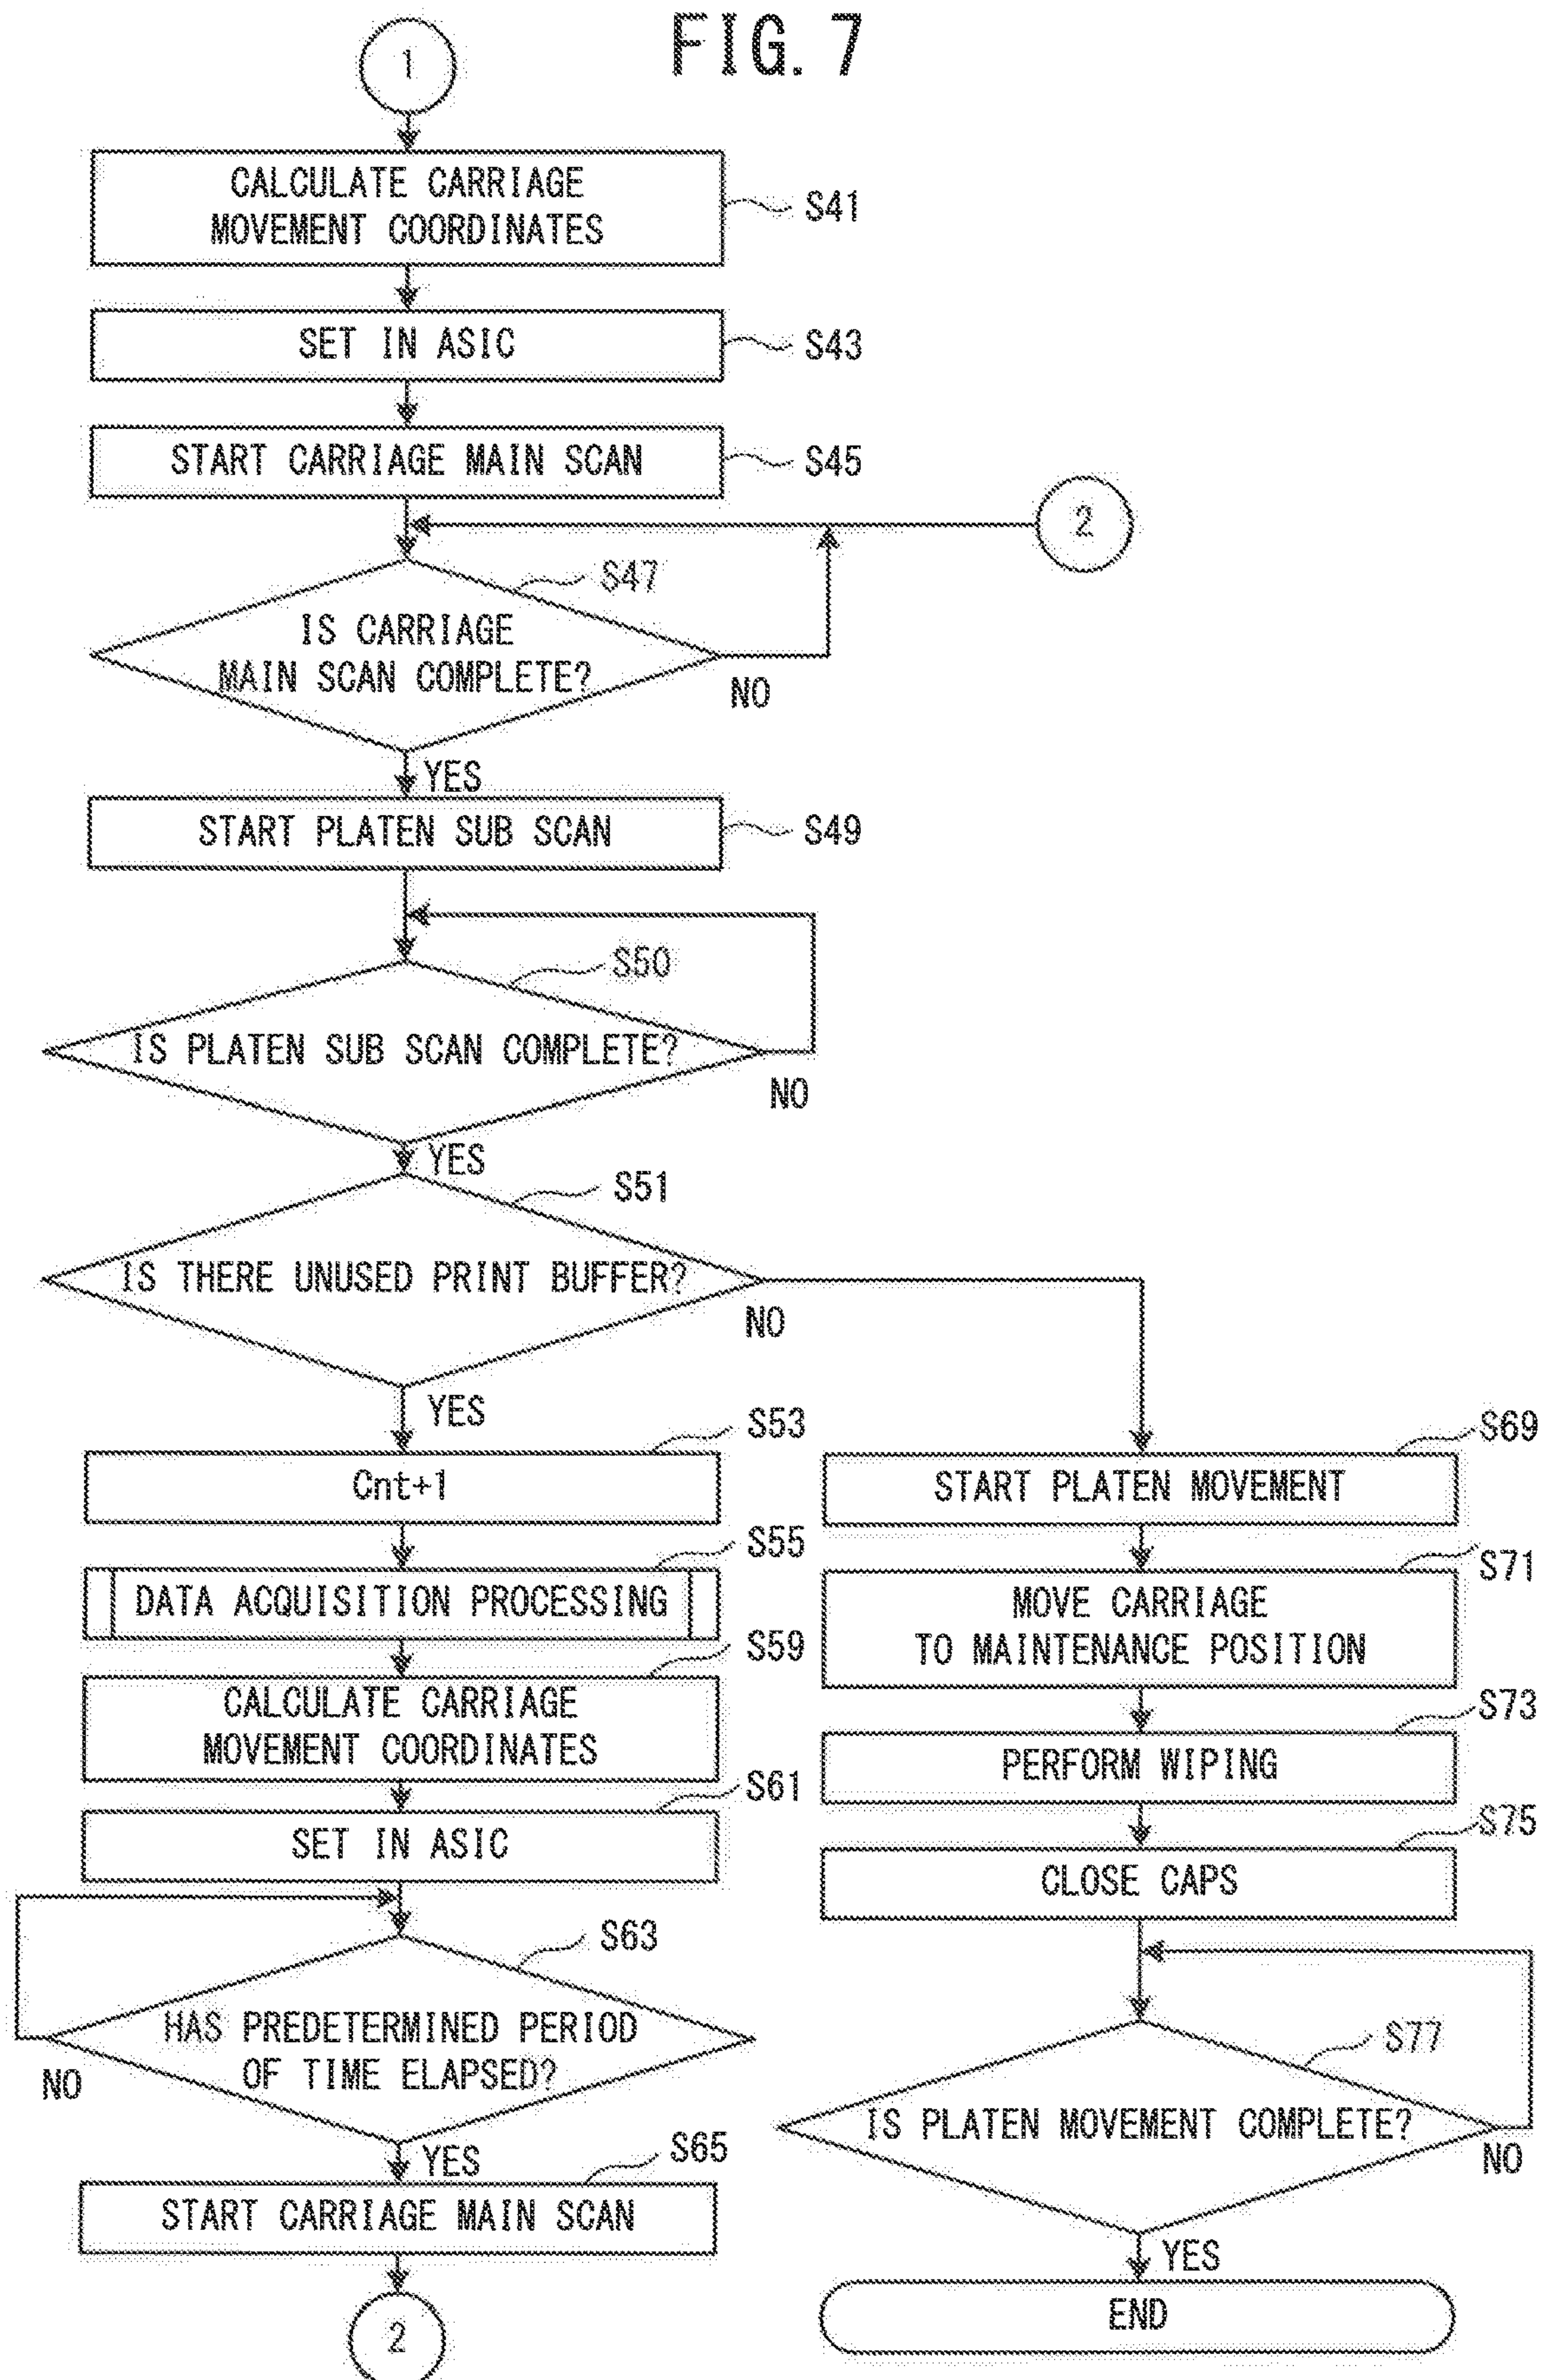 FIG. 7
1
CALCULATE CARRIAGE
MOVEMENT COORDINATES
S41
SET IN ASIC
S43
START CARRIAGE MAIN SCAN
S45
2
S47
IS CARRIAGE
MAIN SCAN COMPLETE?
NO
YES
START PLATEN SUB SCAN
S49
S50
IS PLATEN SUB SCAN COMPLETE?
NO
YES
S51
IS THERE UNUSED PRINT BUFFER?
NO
YES
S53
Cnt+1
S55
DATA ACQUISITION PROCESSING
S59
CALCULATE CARRIAGE
MOVEMENT COORDINATES
S61
SET IN ASIC
S63
HAS PREDETERMINED PERIOD
OF TIME ELAPSED?
NO
YES
S65
START CARRIAGE MAIN SCAN
2
S69
START PLATEN MOVEMENT
S71
MOVE CARRIAGE
TO MAINTENANCE POSITION
S73
PERFORM WIPING
S75
CLOSE CAPS
S77
IS PLATEN MOVEMENT COMPLETE?
NO
YES
END